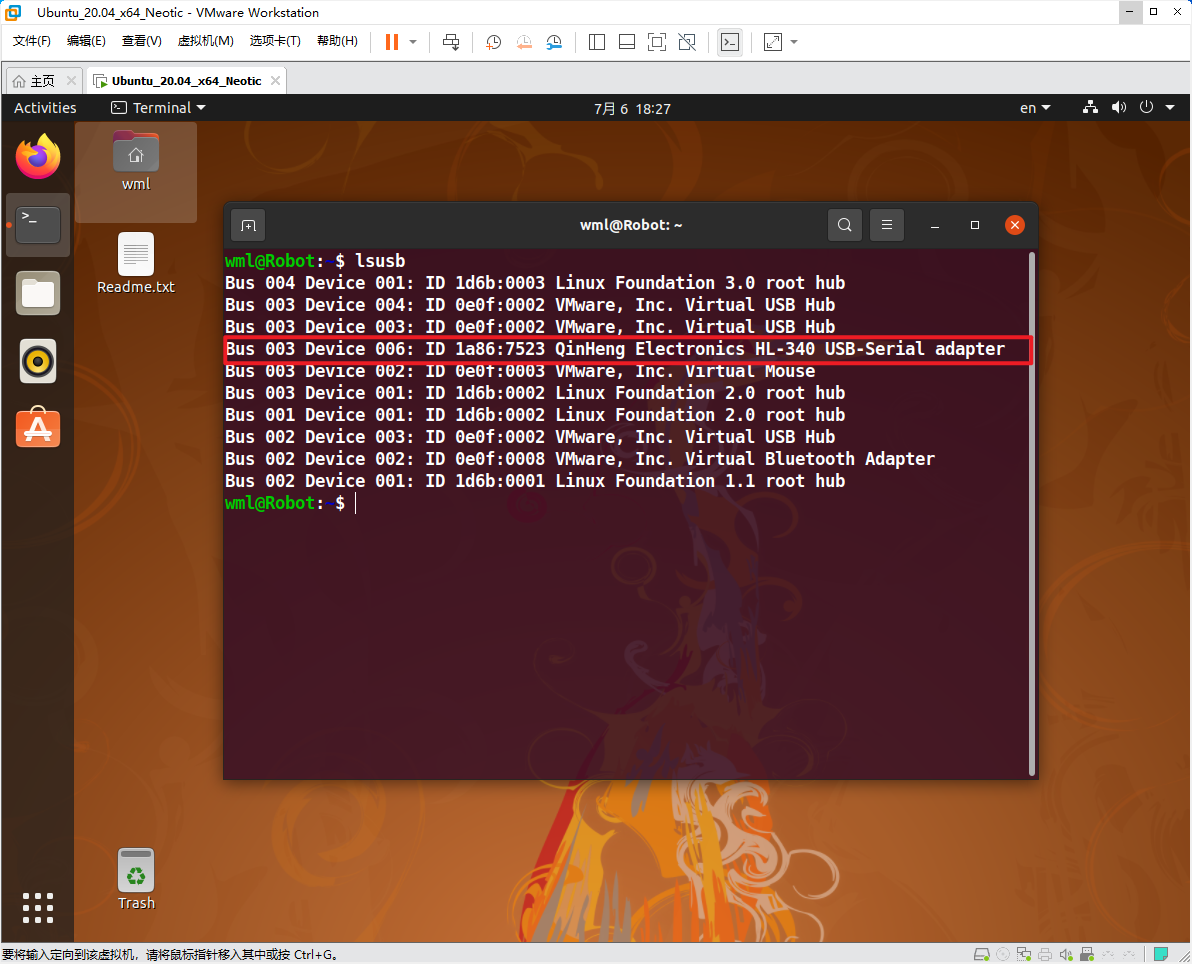 Ubuntu_20.04_x64_Neotic - VMware Workstation
文件(F) 编辑(E) 查看(V) 虚拟机(M) 选项卡(T) 帮助(H)
主页 Ubuntu_20.04_x64_Neotic
Activities Terminal 7月 6 18:27 en
wml
Readme.txt
wml@Robot: ~
wml@Robot:~$ lsusb
Bus 004 Device 001: ID 1d6b:0003 Linux Foundation 3.0 root hub
Bus 003 Device 004: ID 0e0f:0002 VMware, Inc. Virtual USB Hub
Bus 003 Device 003: ID 0e0f:0002 VMware, Inc. Virtual USB Hub
Bus 003 Device 006: ID 1a86:7523 QinHeng Electronics HL-340 USB-Serial adapter
Bus 003 Device 002: ID 0e0f:0003 VMware, Inc. Virtual Mouse
Bus 003 Device 001: ID 1d6b:0002 Linux Foundation 2.0 root hub
Bus 001 Device 001: ID 1d6b:0002 Linux Foundation 2.0 root hub
Bus 002 Device 003: ID 0e0f:0002 VMware, Inc. Virtual USB Hub
Bus 002 Device 002: ID 0e0f:0008 VMware, Inc. Virtual Bluetooth Adapter
Bus 002 Device 001: ID 1d6b:0001 Linux Foundation 1.1 root hub
wml@Robot:~$
Trash
要将输入定向到该虚拟机，请将鼠标指针移入其中或按 Ctrl+G。